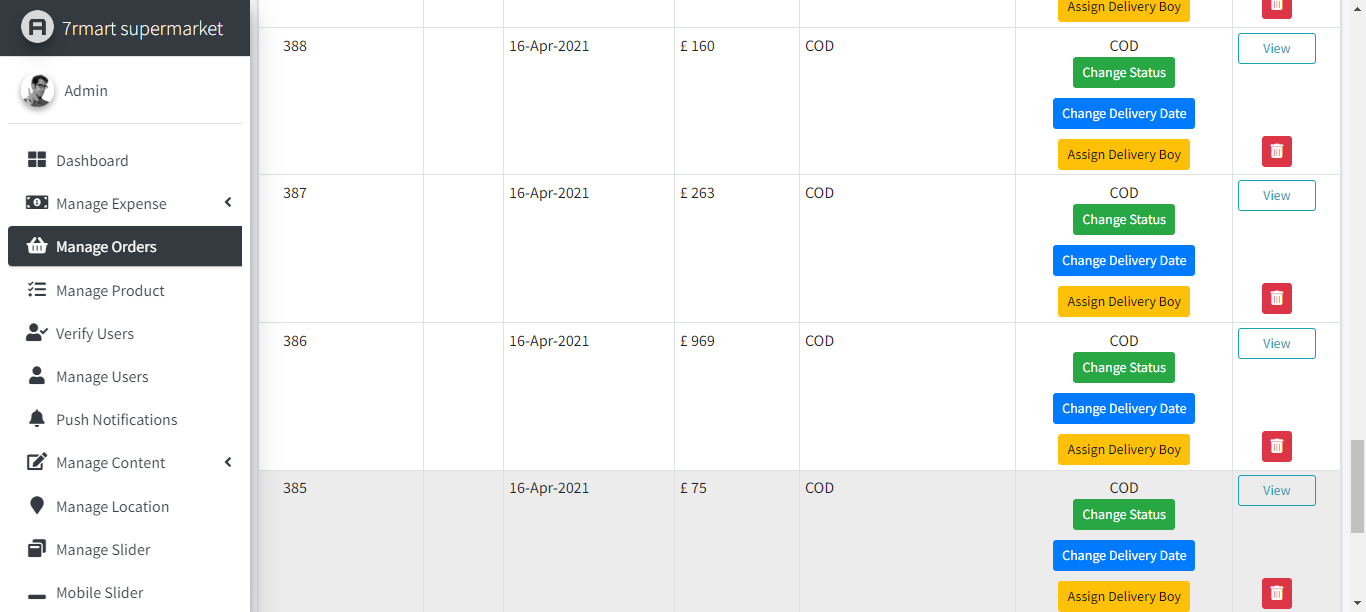 7rmart supermarket
Admin
Dashboard
Manage Expense
Manage Orders
Manage Product
Verify Users
Manage Users
Push Notifications
Manage Content
Manage Location
Manage Slider
Mobile Slider
Assign Delivery Boy
388 16-Apr-2021 £ 160 COD COD View
Change Status
Change Delivery Date
Assign Delivery Boy
387 16-Apr-2021 £ 263 COD COD View
Change Status
Change Delivery Date
Assign Delivery Boy
386 16-Apr-2021 £ 969 COD COD View
Change Status
Change Delivery Date
Assign Delivery Boy
385 16-Apr-2021 £ 75 COD COD View
Change Status
Change Delivery Date
Assign Delivery Boy